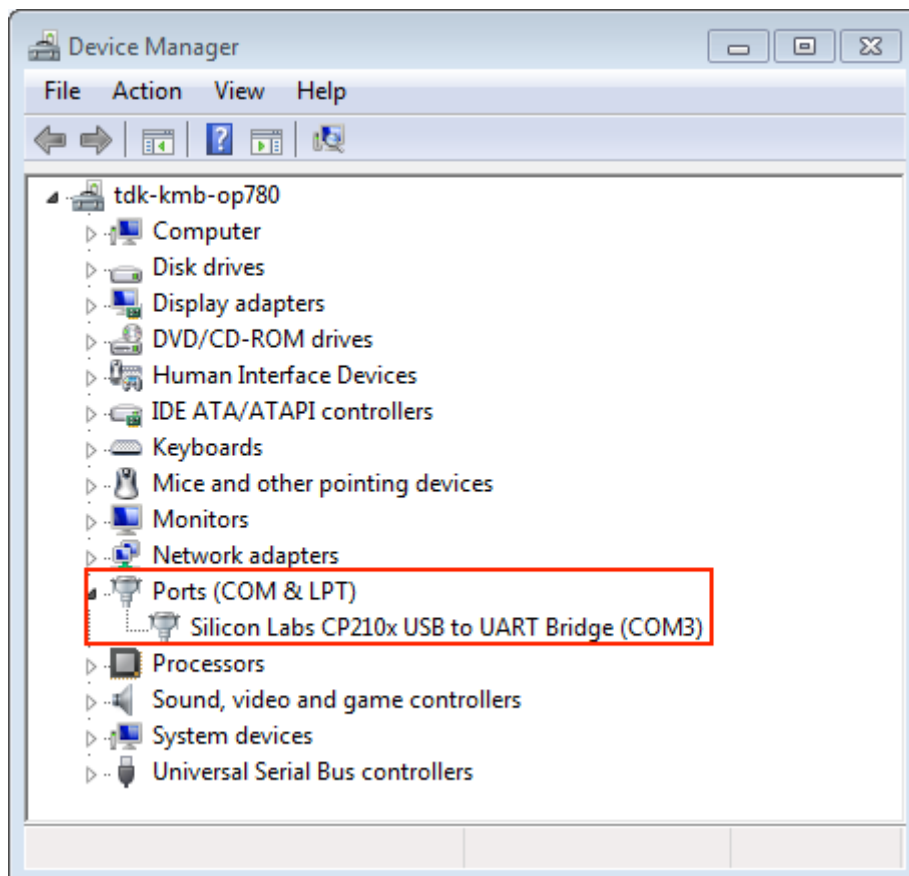 Device Manager
File Action View Help
?
tdk-kmb-op780
Computer
Disk drives
Display adapters
DVD/CD-ROM drives
Human Interface Devices
IDE ATA/ATAPI controllers
Keyboards
Mice and other pointing devices
Monitors
Network adapters
Ports (COM & LPT)
Silicon Labs CP210x USB to UART Bridge (COM3)
Processors
Sound, video and game controllers
System devices
Universal Serial Bus controllers